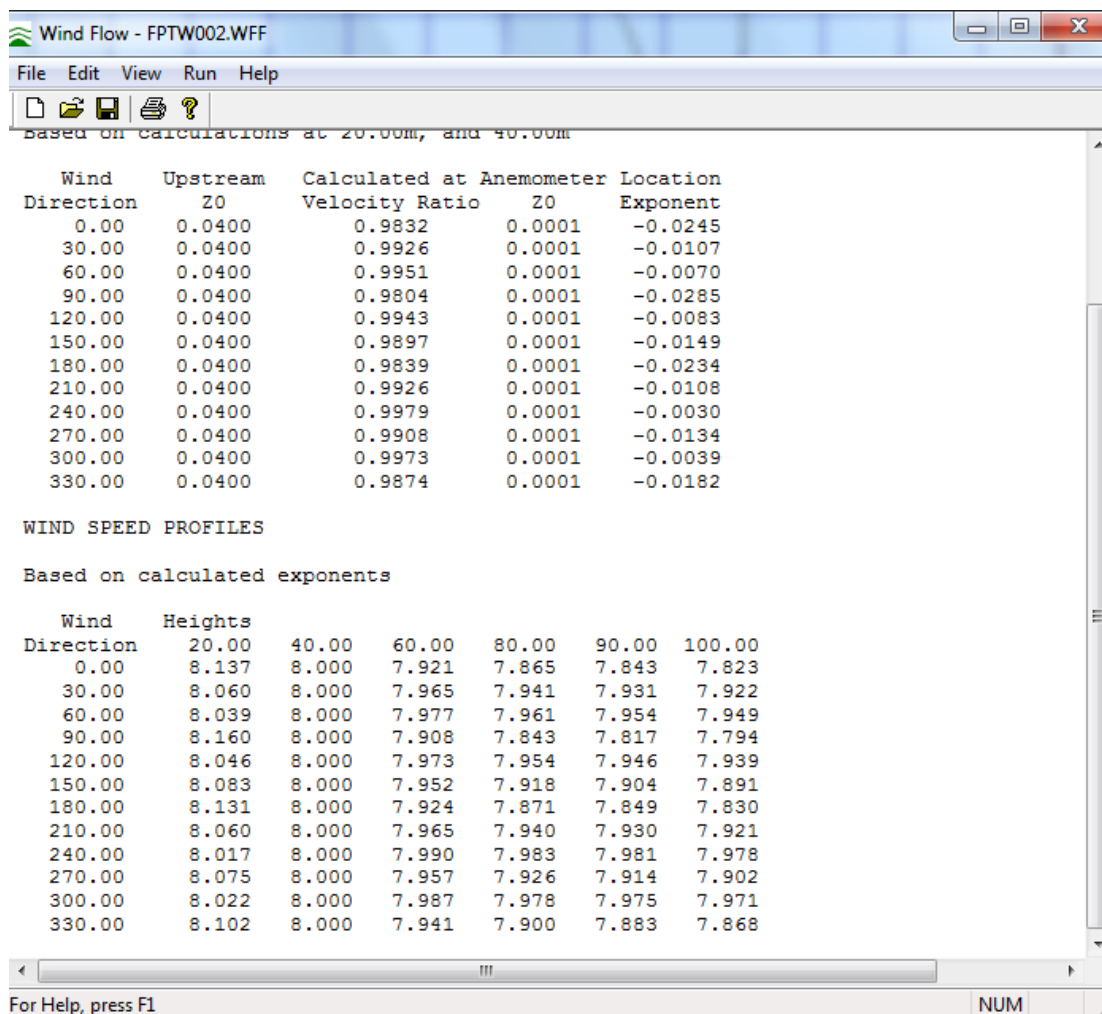 Wind Flow - FPTW002.WFF
File Edit View Run Help
Based on calculations at 20.00m, and 40.00m
Wind Upstream Calculated at Anemometer Location
Direction Z0 Velocity Ratio Z0 Exponent
0.00 0.0400 0.9832 0.0001 -0.0245
30.00 0.0400 0.9926 0.0001 -0.0107
60.00 0.0400 0.9951 0.0001 -0.0070
90.00 0.0400 0.9804 0.0001 -0.0285
120.00 0.0400 0.9943 0.0001 -0.0083
150.00 0.0400 0.9897 0.0001 -0.0149
180.00 0.0400 0.9839 0.0001 -0.0234
210.00 0.0400 0.9926 0.0001 -0.0108
240.00 0.0400 0.9979 0.0001 -0.0030
270.00 0.0400 0.9908 0.0001 -0.0134
300.00 0.0400 0.9973 0.0001 -0.0039
330.00 0.0400 0.9874 0.0001 -0.0182
WIND SPEED PROFILES
Based on calculated exponents
Wind Heights
Direction 20.00 40.00 60.00 80.00 90.00 100.00
0.00 8.137 8.000 7.921 7.865 7.843 7.823
30.00 8.060 8.000 7.965 7.941 7.931 7.922
60.00 8.039 8.000 7.977 7.961 7.954 7.949
90.00 8.160 8.000 7.908 7.843 7.817 7.794
120.00 8.046 8.000 7.973 7.954 7.946 7.939
150.00 8.083 8.000 7.952 7.918 7.904 7.891
180.00 8.131 8.000 7.924 7.871 7.849 7.830
210.00 8.060 8.000 7.965 7.940 7.930 7.921
240.00 8.017 8.000 7.990 7.983 7.981 7.978
270.00 8.075 8.000 7.957 7.926 7.914 7.902
300.00 8.022 8.000 7.987 7.978 7.975 7.971
330.00 8.102 8.000 7.941 7.900 7.883 7.868
For Help, press F1 NUM